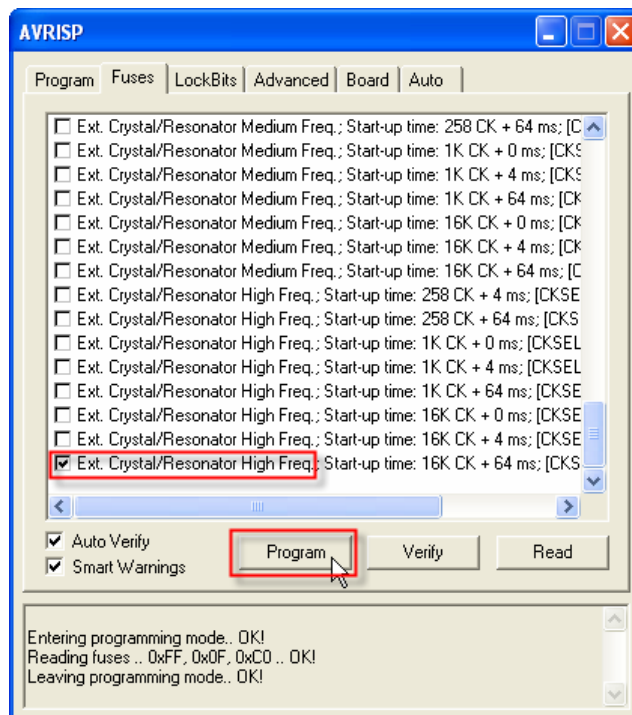 AVRISP
Program Fuses LockBits Advanced Board Auto
Ext. Crystal/Resonator Medium Freq.; Start-up time: 258 CK + 64 ms; [C
Ext. Crystal/Resonator Medium Freq.; Start-up time: 1K CK + 0 ms; [CKS
Ext. Crystal/Resonator Medium Freq.; Start-up time: 1K CK + 4 ms; [CKS
Ext. Crystal/Resonator Medium Freq.; Start-up time: 1K CK + 64 ms; [CK
Ext. Crystal/Resonator Medium Freq.; Start-up time: 16K CK + 0 ms; [CK
Ext. Crystal/Resonator Medium Freq.; Start-up time: 16K CK + 4 ms; [CK
Ext. Crystal/Resonator Medium Freq.; Start-up time: 16K CK + 64 ms; [C
Ext. Crystal/Resonator High Freq.; Start-up time: 258 CK + 4 ms; [CKSE
Ext. Crystal/Resonator High Freq.; Start-up time: 258 CK + 64 ms; [CKS
Ext. Crystal/Resonator High Freq.; Start-up time: 1K CK + 0 ms; [CKSEL
Ext. Crystal/Resonator High Freq.; Start-up time: 1K CK + 4 ms; [CKSEL
Ext. Crystal/Resonator High Freq.; Start-up time: 1K CK + 64 ms; [CKSE
Ext. Crystal/Resonator High Freq.; Start-up time: 16K CK + 0 ms; [CKSE
Ext. Crystal/Resonator High Freq.; Start-up time: 16K CK + 4 ms; [CKSE
Ext. Crystal/Resonator High Freq.; Start-up time: 16K CK + 64 ms; [CKS
Auto Verify
Smart Warnings
Program Verify Read
Entering programming mode.. OK!
Reading fuses .. 0xFF, 0x0F, 0xC0 .. OK!
Leaving programming mode.. OK!